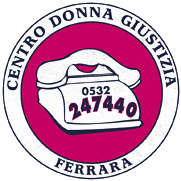 CENTRO DONNA GIUSTIZIA
0532
247440
FERRARA